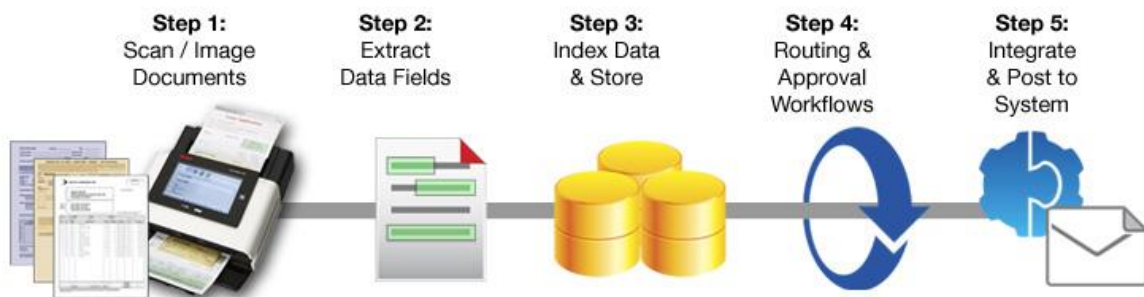 Step 1:
Scan / Image
Documents
Step 2:
Extract
Data Fields
Step 3:
Index Data
& Store
Step 4:
Routing &
Approval
Workflows
Step 5:
Integrate
& Post to
System